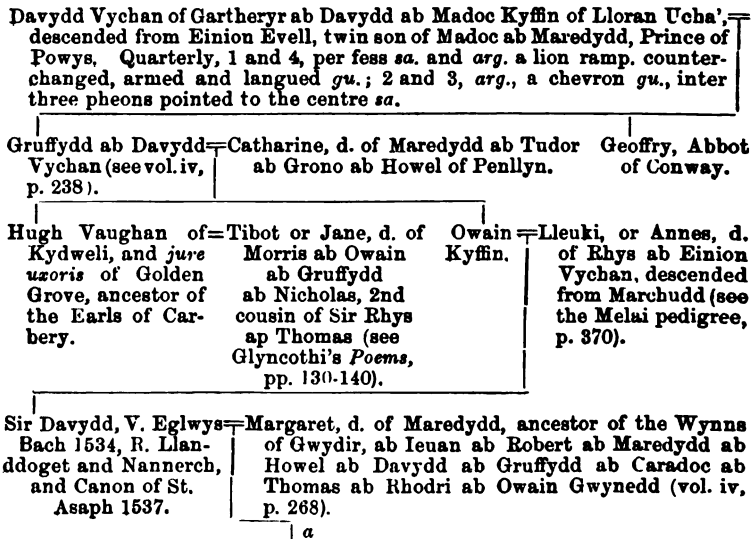 Davydd Vychan of Gartheryr ab Davydd ab Madoc Kyffin of Lloran Ucha',
descended from Einion Evell, twin son of Madoc ab Maredydd, Prince of
Powys. Quarterly, 1 and 4, per fess sa. and arg. a lion ramp. counter-
changed, armed and langued gu.; 2 and 3, arg., a chevron gu., inter
three pheons pointed to the centre sa.
Gruffydd ab Davydd
Vychan (see vol. iv,
p. 238).
Catharine, d. of Maredydd ab Tudor
ab Grono ab Howel of Penllyn.
Geoffry, Abbot
of Conway.
Hugh Vaughan of
Kydweli, and jure
uxoris of Golden
Grove, ancestor of
the Earls of Car-
bery.
Tibot or Jane, d. of
Morris ab Owain
ab Gruffydd
ab Nicholas, 2nd
cousin of Sir Rhys
ap Thomas (see
Glyncothi's Poems,
pp. 130-140).
Owain
Kyffin.
Lleuki, or Annes, d.
of Rhys ab Einion
Vychan, descended
from Marchudd (see
the Melai pedigree,
p. 370).
Sir Davydd, V. Eglwys
Bach 1534, R. Llan-
ddoget and Nannerch,
and Canon of St.
Asaph 1537.
Margaret, d. of Maredydd, ancestor of the Wynns
of Gwydir, ab Ieuan ab Robert ab Maredydd ab
Howel ab Davydd ab Gruffydd ab Caradoc ab
Thomas ab Rhodri ab Owain Gwynedd (vol. iv,
p. 268).
a